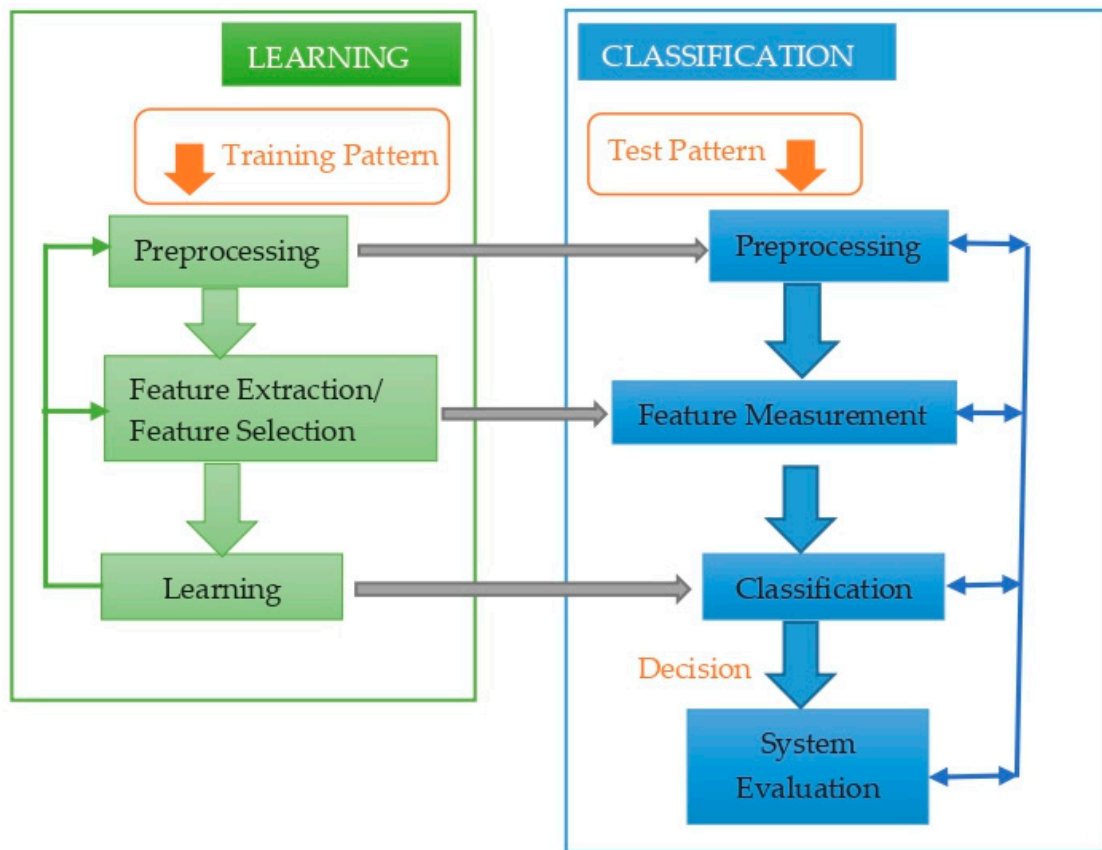 LEARNING
Training Pattern
Preprocessing
Feature Extraction/
Feature Selection
Learning
CLASSIFICATION
Test Pattern
Preprocessing
Feature Measurement
Classification
Decision
System
Evaluation